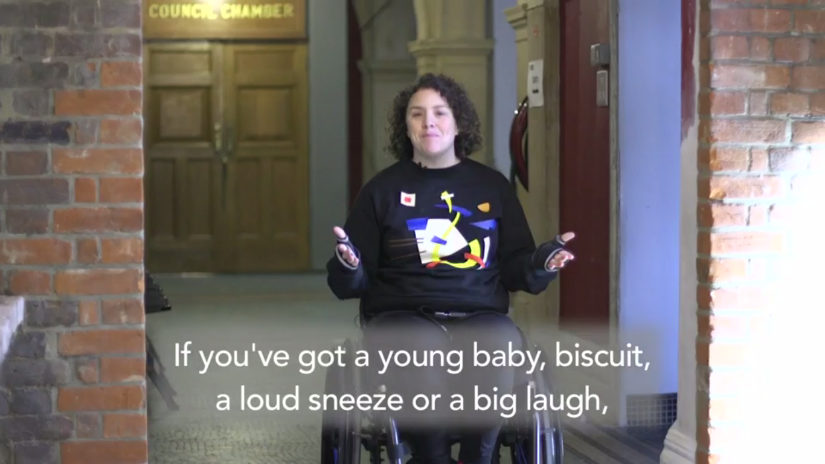 COUNCIL CHAMBER
If you've got a young baby, biscuit,
a loud sneeze or a big laugh,